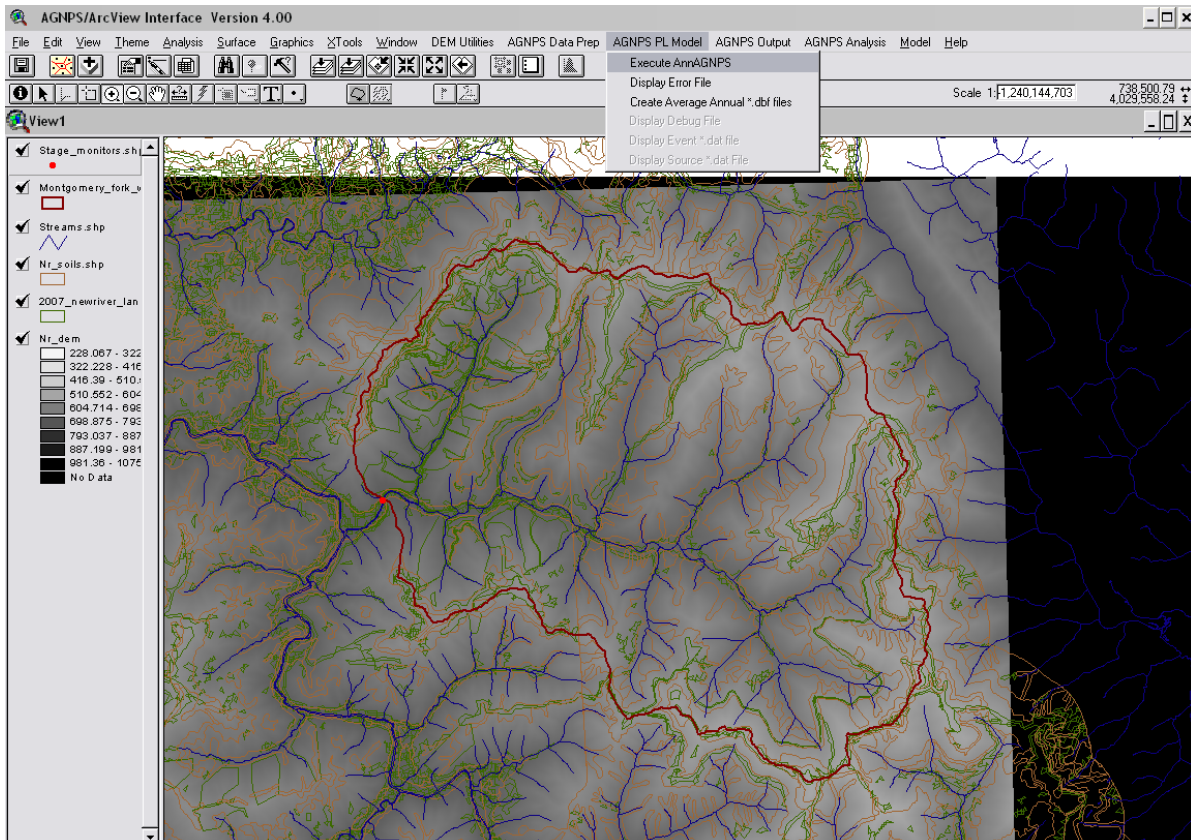 AGNPS/ArcView Interface Version 4.00
File Edit View Theme Analysis Surface Graphics XTools Window DEM Utilities AGNPS Data Prep AGNPS PL Model AGNPS Output AGNPS Analysis Model Help
Execute AnnAGNPS
Display Error File
Create Average Annual *.dbf files
Display Debug File
Display Event *.dat file
Display Source *.dat File
Scale 1: -1,240,144,703
738,500.79
4,029,558.24
View1
Stage_monitors.shp
Montgomery_fork_
Streams.shp
Nr_soils.shp
2007_newriver_lan
Nr_dem
228.067 - 322
322.228 - 416
416.39 - 510.
510.552 - 604
604.714 - 698
698.875 - 793
793.037 - 887
887.199 - 981
981.36 - 1075
No Data